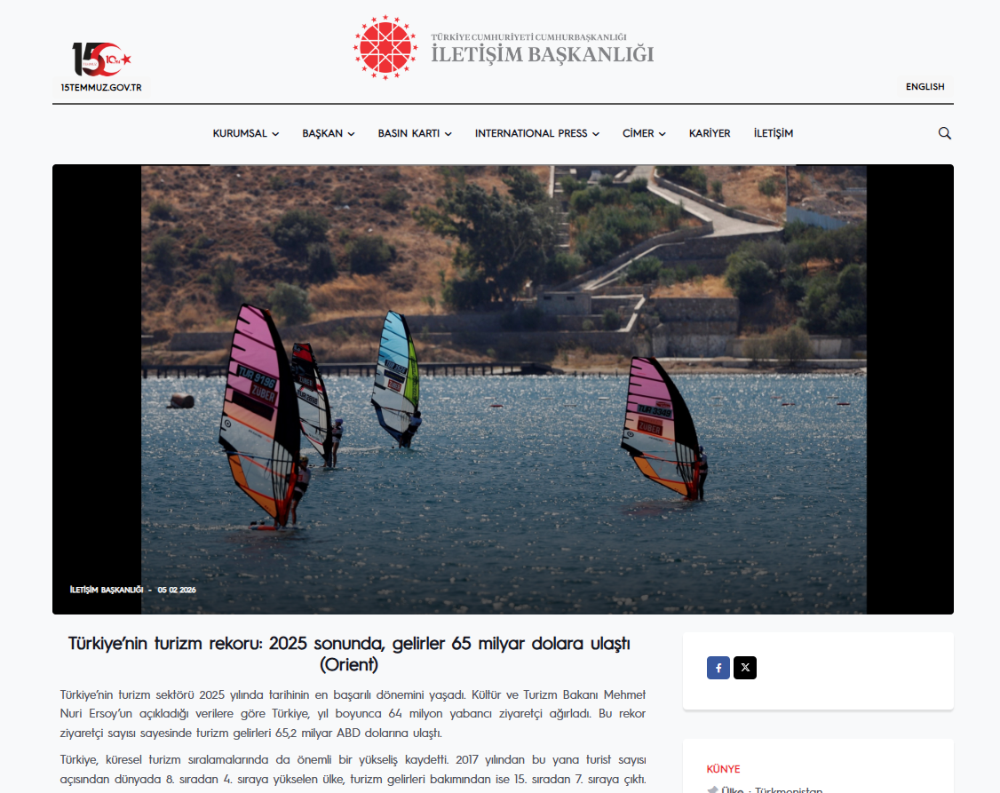 15
15TEMMUZ.GOV.TR
TÜRKİYE CUMHURİYETİ CUMHURBAŞKANLIĞI
İLETİŞİM BAŞKANLIĞI
ENGLISH
KURUMSAL
BAŞKAN
BASIN KARTI
INTERNATIONAL PRESS
CİMER
KARİYER
İLETİŞİM
TUR 9196
ZUBER
TUR 3349
ZUBER
İLETİŞİM BAŞKANLIĞI - 05 02 2026
Türkiye’nin turizm rekoru: 2025 sonunda, gelirler 65 milyar dolara ulaştı
(Orient)
Türkiye’nin turizm sektörü 2025 yılında tarihinin en başarılı dönemini yaşadı. Kültür ve Turizm Bakanı Mehmet
Nuri Ersoy’un açıkladığı verilere göre Türkiye, yıl boyunca 64 milyon yabancı ziyaretçi ağırladı. Bu rekor
ziyaretçi sayısı sayesinde turizm gelirleri 65,2 milyar ABD dolarına ulaştı.
Türkiye, küresel turizm sıralamalarında da önemli bir yükseliş kaydetti. 2017 yılından bu yana turist sayısı
açısından dünyada 8. sıradan 4. sıraya yükselen ülke, turizm gelirleri bakımından ise 15. sıradan 7. sıraya çıktı.
KÜNYE
Ülke : Türkmenistan